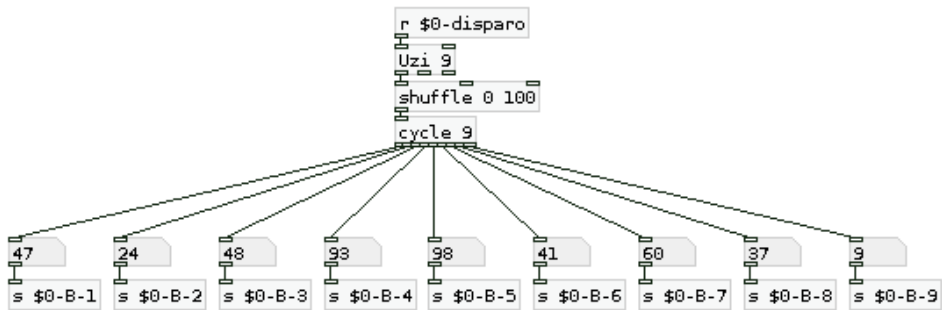 r $0-disparo
Uzi 9
shuffle 0 100
cycle 9
47 24 48 93 98 41 60 37 9
s $0-B-1 s $0-B-2 s $0-B-3 s $0-B-4 s $0-B-5 s $0-B-6 s $0-B-7 s $0-B-8 s $0-B-9